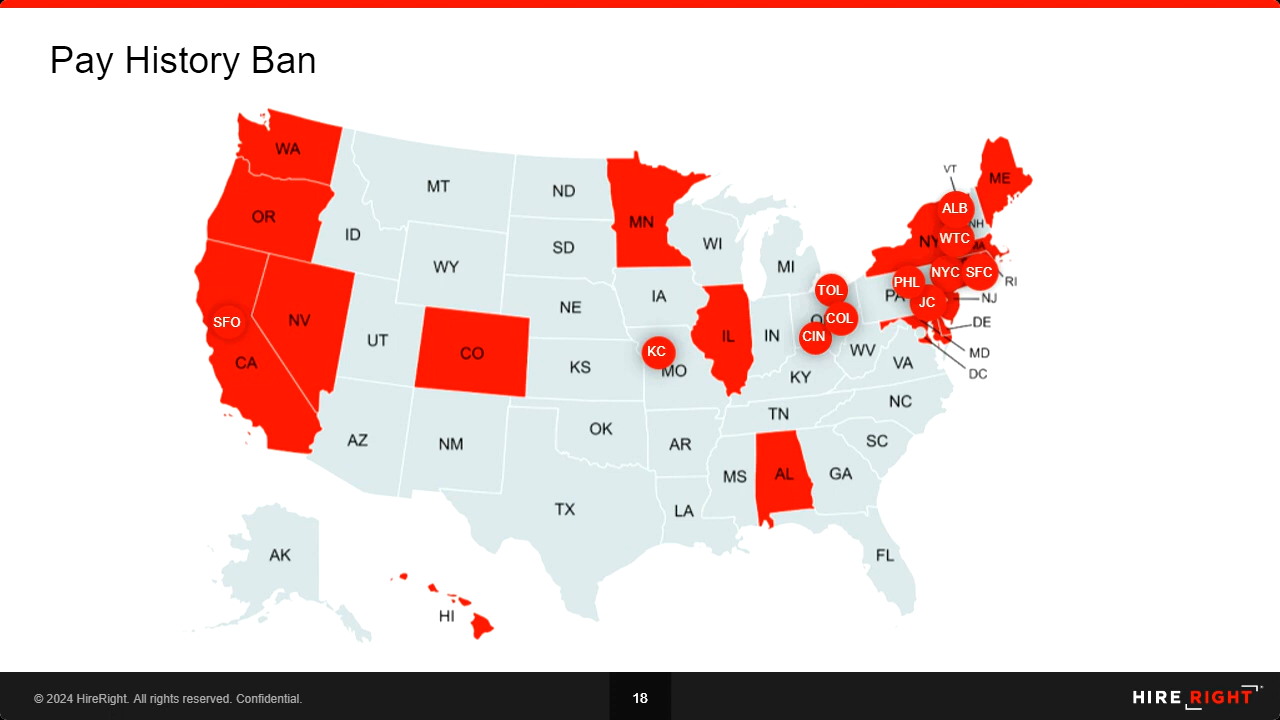 Pay History Ban
WA
OR
CA
NV
SFO
ID
MT
WY
UT
CO
AZ
NM
ND
SD
NE
KS
OK
TX
MN
IA
MO
KC
AR
LA
WI
IL
MI
IN
KY
TN
MS
AL
GA
FL
SC
NC
VA
WV
TOL
COL
CIN
PA
PHL
JC
NYC
SFC
NY
ALB
WTC
VT
NH
MA
ME
RI
NJ
DE
MD
DC
AK
HI
© 2024 HireRight. All rights reserved. Confidential.
18
HIRE RIGHT